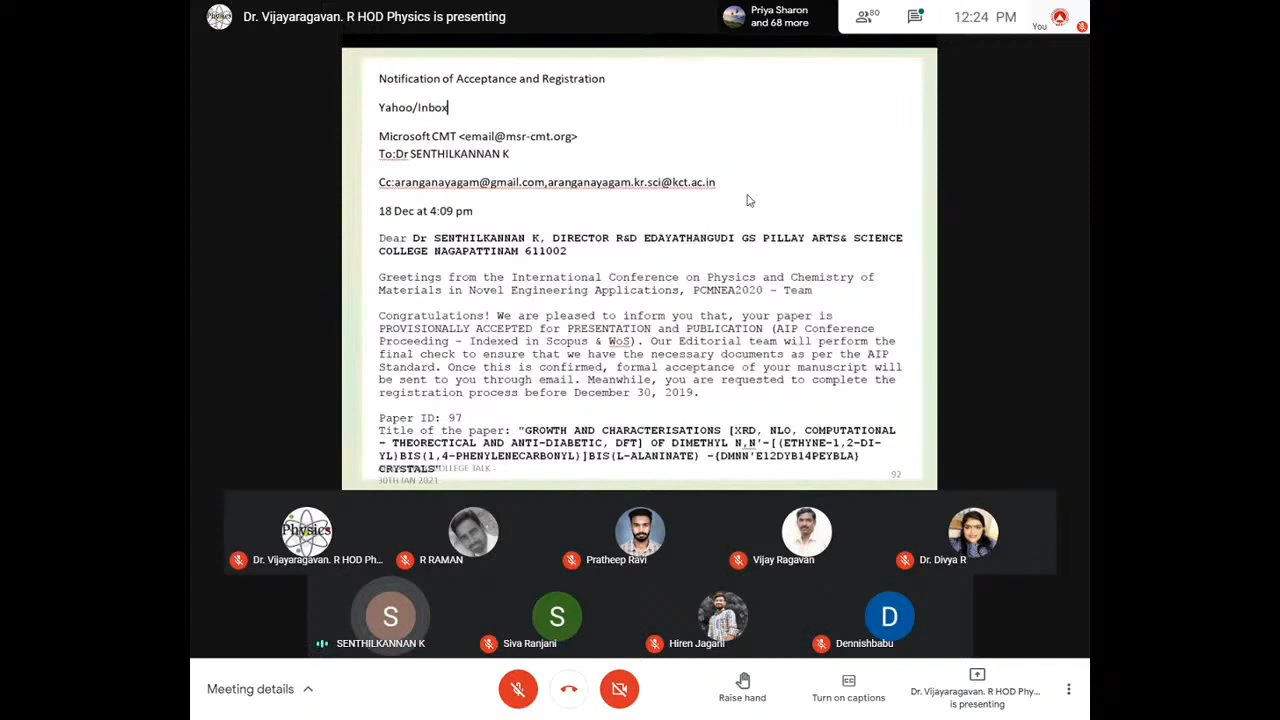 Dr. Vijayaragavan. R HOD Physics is presenting
Priya Sharon
and 68 more
80
12:24 PM
You
Notification of Acceptance and Registration
Yahoo/Inbox
Microsoft CMT <email@msr-cmt.org>
To:Dr SENTHILKANNAN K
Cc:aranganayagam@gmail.com,aranganayagam.kr.sci@kct.ac.in
18 Dec at 4:09 pm
Dear Dr SENTHILKANNAN K, DIRECTOR R&D EDAYATHANGUDI GS PILLAY ARTS& SCIENCE
COLLEGE NAGAPATTINAM 611002
Greetings from the International Conference on Physics and Chemistry of
Materials in Novel Engineering Applications, PCMNEA2020 - Team
Congratulations! We are pleased to inform you that, your paper is
PROVISIONALLY ACCEPTED for PRESENTATION and PUBLICATION (AIP Conference
Proceeding - Indexed in Scopus & WoS). Our Editorial team will perform the
final check to ensure that we have the necessary documents as per the AIP
Standard. Once this is confirmed, formal acceptance of your manuscript will
be sent to you through email. Meanwhile, you are requested to complete the
registration process before December 30, 2019.
Paper ID: 97
Title of the paper: "GROWTH AND CHARACTERISATIONS [XRD, NLO, COMPUTATIONAL
- THEORECTICAL AND ANTI-DIABETIC, DFT] OF DIMETHYL N,N'-[(ETHYNE-1,2-DI-
YL)BIS(1,4-PHENYLENECARBONYL)]BIS(L-ALANINATE) -{DMNN'E12DYB14PEYBLA}
CRYSTALS"
COLLEGE TALK -
30TH JAN 2021
92
Physics
Dr. Vijayaragavan. R HOD Ph...
R RAMAN
Pratheep Ravi
Vijay Ragavan
Dr. Divya R
S
SENTHILKANNAN K
S
Siva Ranjani
Hiren Jagani
D
Dennishbabu
Meeting details
Raise hand
Turn on captions
Dr. Vijayaragavan. R HOD Phy...
is presenting